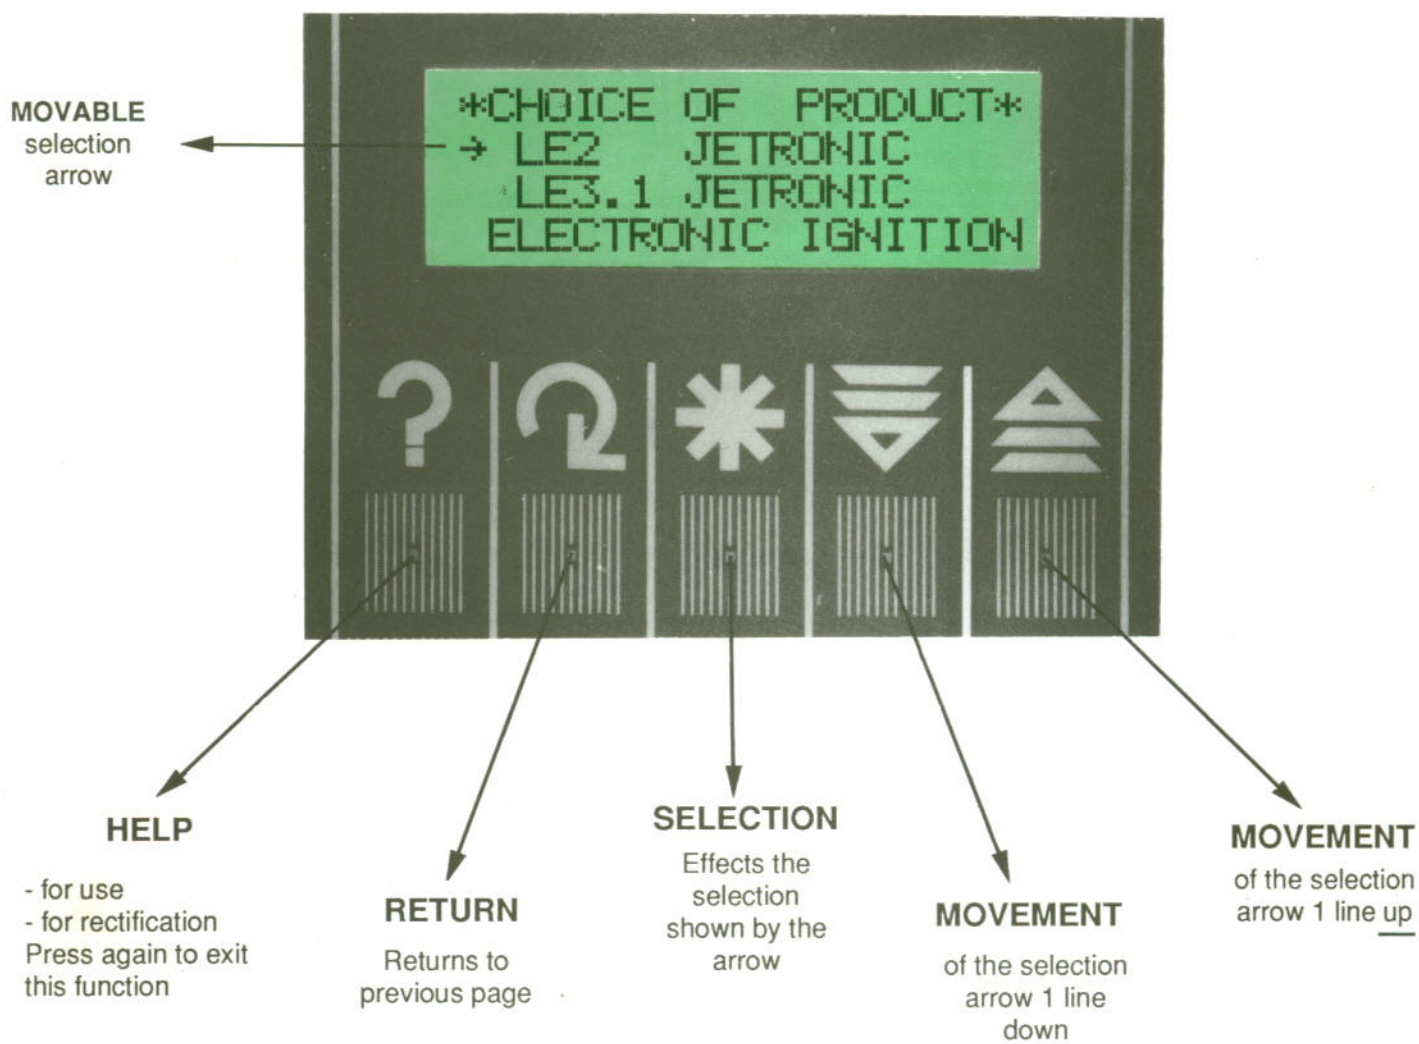 MOVABLE
selection
arrow
*CHOICE OF PRODUCT*
→ LE2 JETRONIC
LE3.1 JETRONIC
ELECTRONIC IGNITION
?
HELP
- for use
- for rectification
Press again to exit
this function
RETURN
Returns to
previous page
SELECTION
Effects the
selection
shown by the
arrow
MOVEMENT
of the selection
arrow 1 line
down
MOVEMENT
of the selection
arrow 1 line up